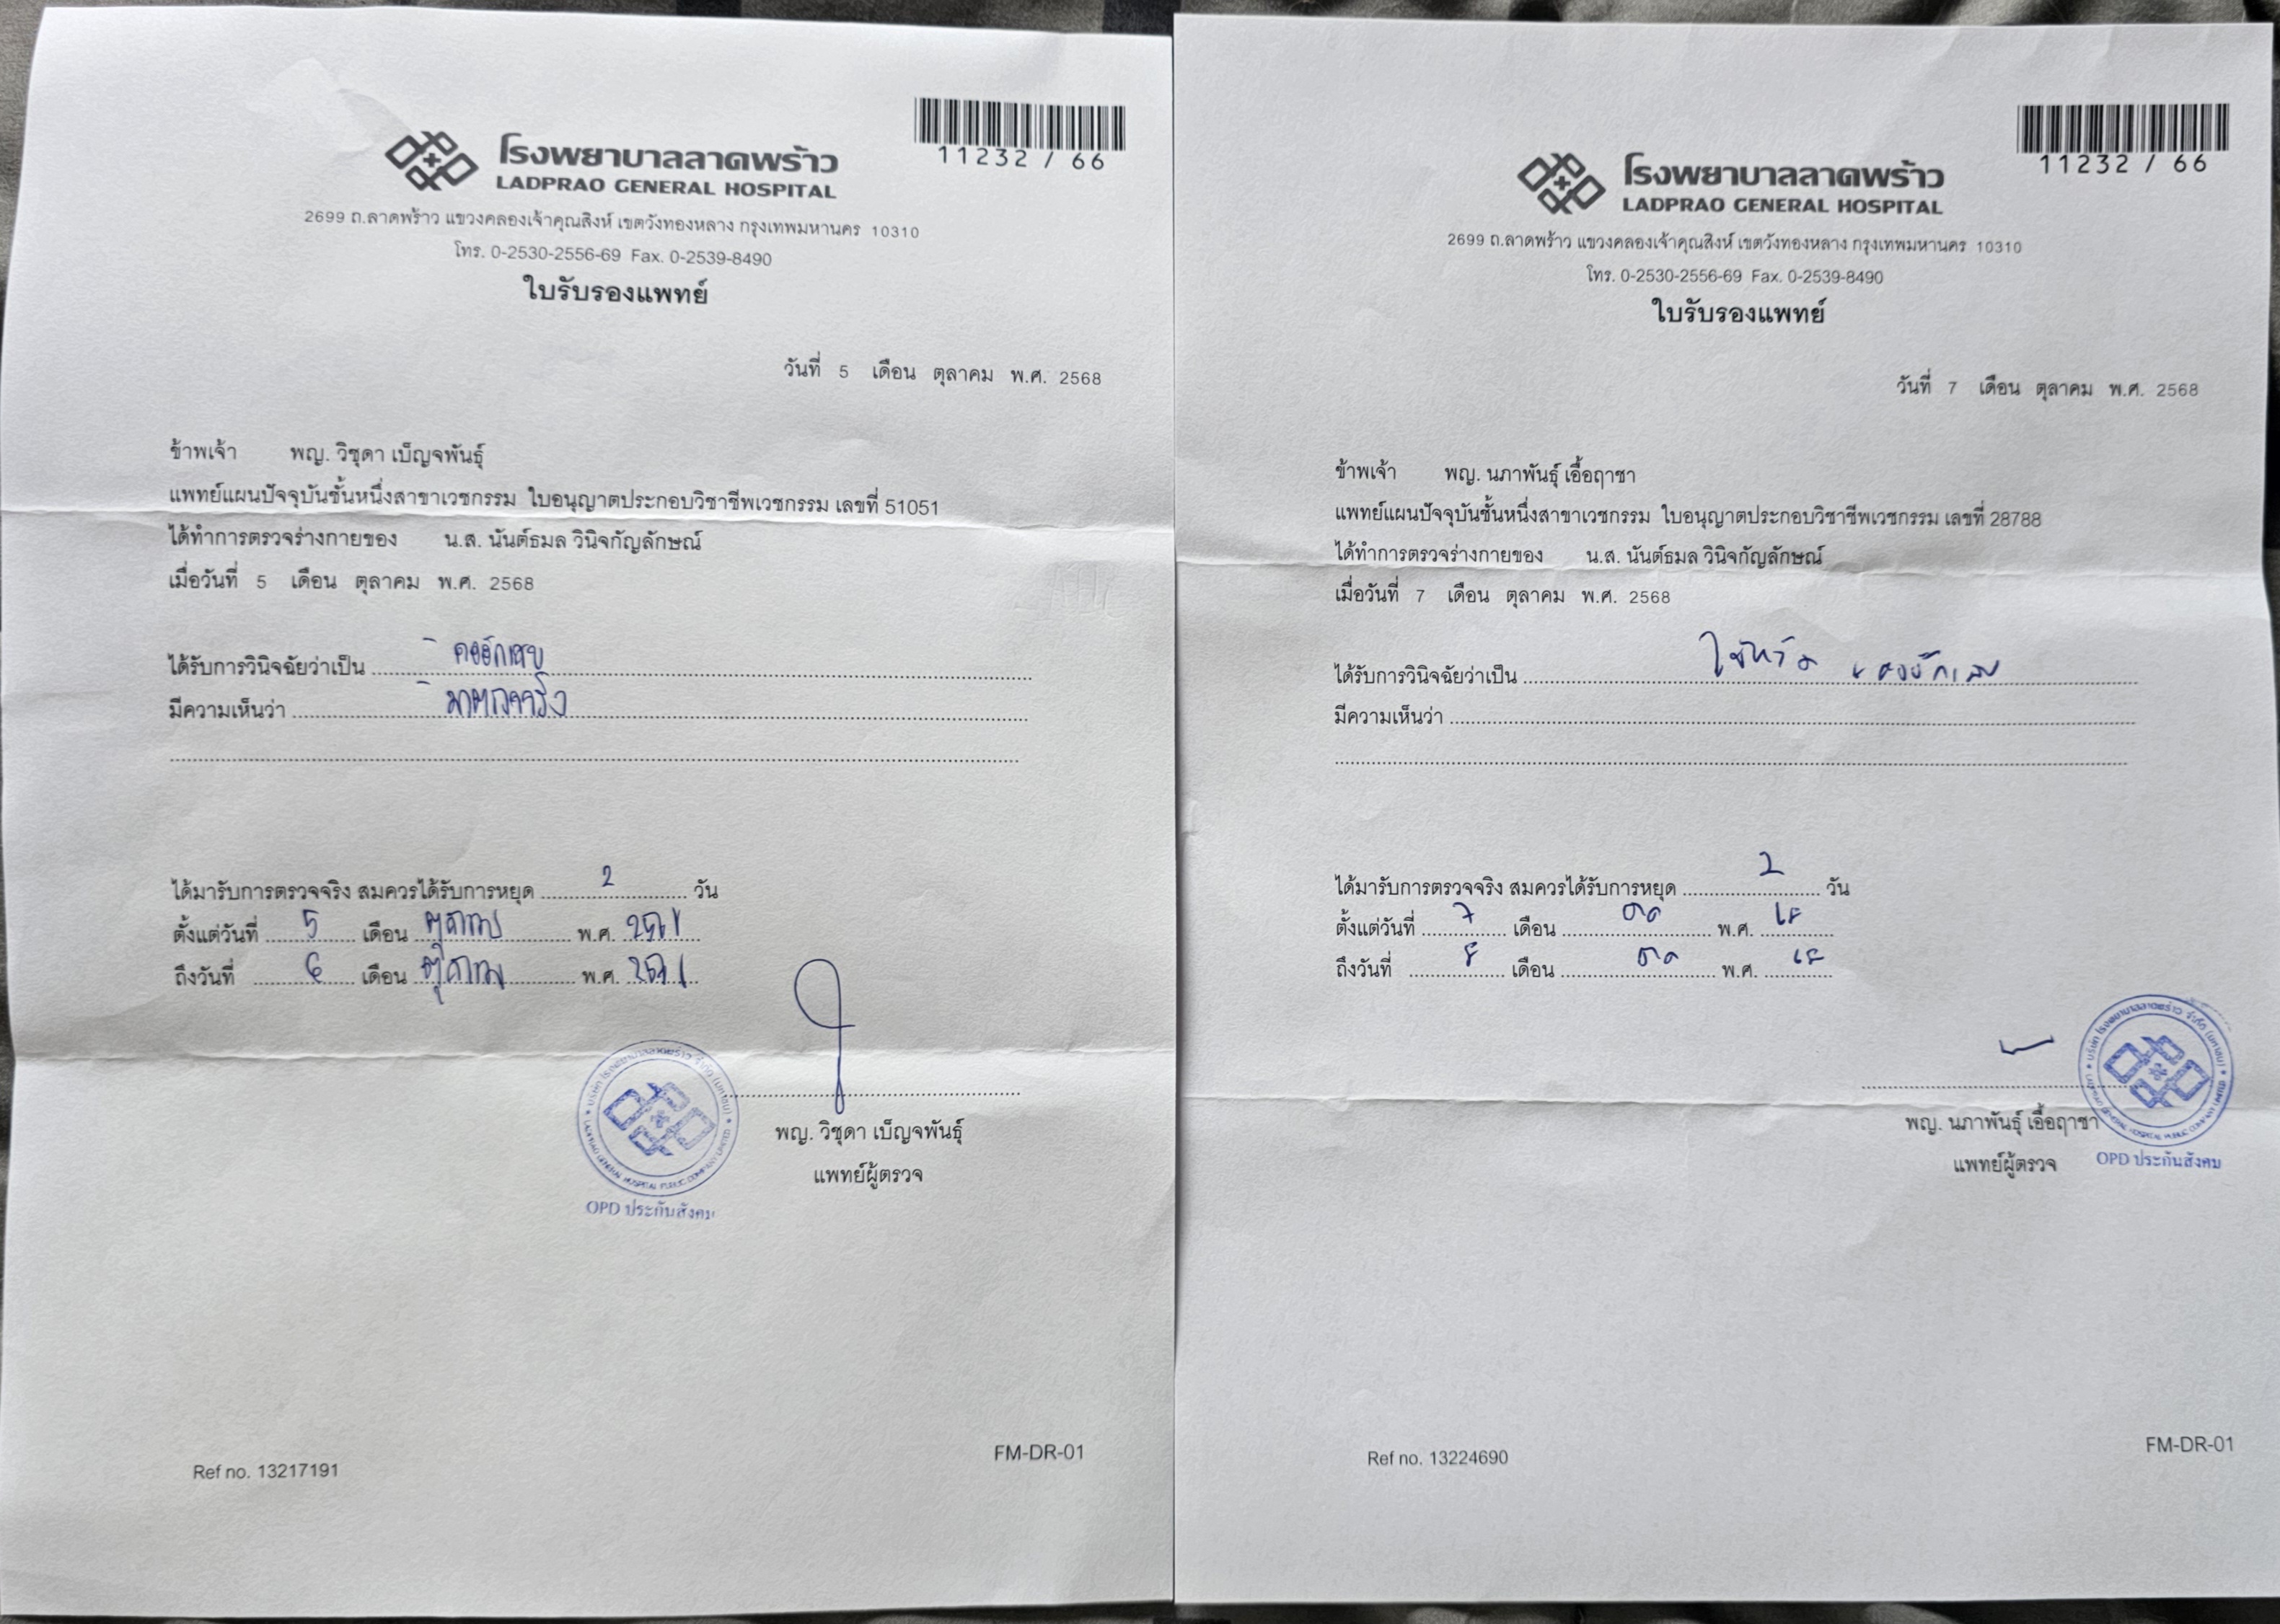 11232 / 66
โรงพยาบาลลาดพร้าว
LADPRAO GENERAL HOSPITAL
2699 ถ.ลาดพร้าว แขวงคลองเจ้าคุณสิงห์ เขตวังทองหลาง กรุงเทพมหานคร 10310
โทร. 0-2530-2556-69 Fax. 0-2539-8490
ใบรับรองแพทย์
วันที่ 5 เดือน ตุลาคม พ.ศ. 2568
ข้าพเจ้า พญ. วิชุดา เบ็ญจพันธุ์
แพทย์แผนปัจจุบันชั้นหนึ่งสาขาเวชกรรม ใบอนุญาตประกอบวิชาชีพเวชกรรม เลขที่ 51051
ได้ทำการตรวจร่างกายของ น.ส. นันต์ธมล วินิจกัญลักษณ์
เมื่อวันที่ 5 เดือน ตุลาคม พ.ศ. 2568
ได้รับการวินิจฉัยว่าเป็น คออักเสบ
มีความเห็นว่า มาตรวจจริง
ได้มารับการตรวจจริง สมควรได้รับการหยุด 2 วัน
ตั้งแต่วันที่ 5 เดือน ตุลาคม พ.ศ.
ถึงวันที่ 6 เดือน ตุลาคม พ.ศ.
บริษัท โรงพยาบาลลาดพร้าว จำกัด (มหาชน)
LADPRAO GENERAL HOSPITAL PUBLIC COMPANY LIMITED
OPD ประกันสังคม
พญ. วิชุดา เบ็ญจพันธุ์
แพทย์ผู้ตรวจ
Ref no. 13217191
FM-DR-01
11232 / 66
โรงพยาบาลลาดพร้าว
LADPRAO GENERAL HOSPITAL
2699 ถ.ลาดพร้าว แขวงคลองเจ้าคุณสิงห์ เขตวังทองหลาง กรุงเทพมหานคร 10310
โทร. 0-2530-2556-69 Fax. 0-2539-8490
ใบรับรองแพทย์
วันที่ 7 เดือน ตุลาคม พ.ศ. 2568
ข้าพเจ้า พญ. นภาพันธุ์ เอื้อฤาชา
แพทย์แผนปัจจุบันชั้นหนึ่งสาขาเวชกรรม ใบอนุญาตประกอบวิชาชีพเวชกรรม เลขที่ 28788
ได้ทำการตรวจร่างกายของ น.ส. นันต์ธมล วินิจกัญลักษณ์
เมื่อวันที่ 7 เดือน ตุลาคม พ.ศ. 2568
ได้รับการวินิจฉัยว่าเป็น ไข้หวัด คออักเสบ
มีความเห็นว่า
ได้มารับการตรวจจริง สมควรได้รับการหยุด 2 วัน
ตั้งแต่วันที่ 7 เดือน ตค พ.ศ. 68
ถึงวันที่ 8 เดือน ตค พ.ศ. 68
บริษัท โรงพยาบาลลาดพร้าว จำกัด (มหาชน)
LADPRAO GENERAL HOSPITAL PUBLIC COMPANY LIMITED
พญ. นภาพันธุ์ เอื้อฤาชา
แพทย์ผู้ตรวจ
OPD ประกันสังคม
Ref no. 13224690
FM-DR-01